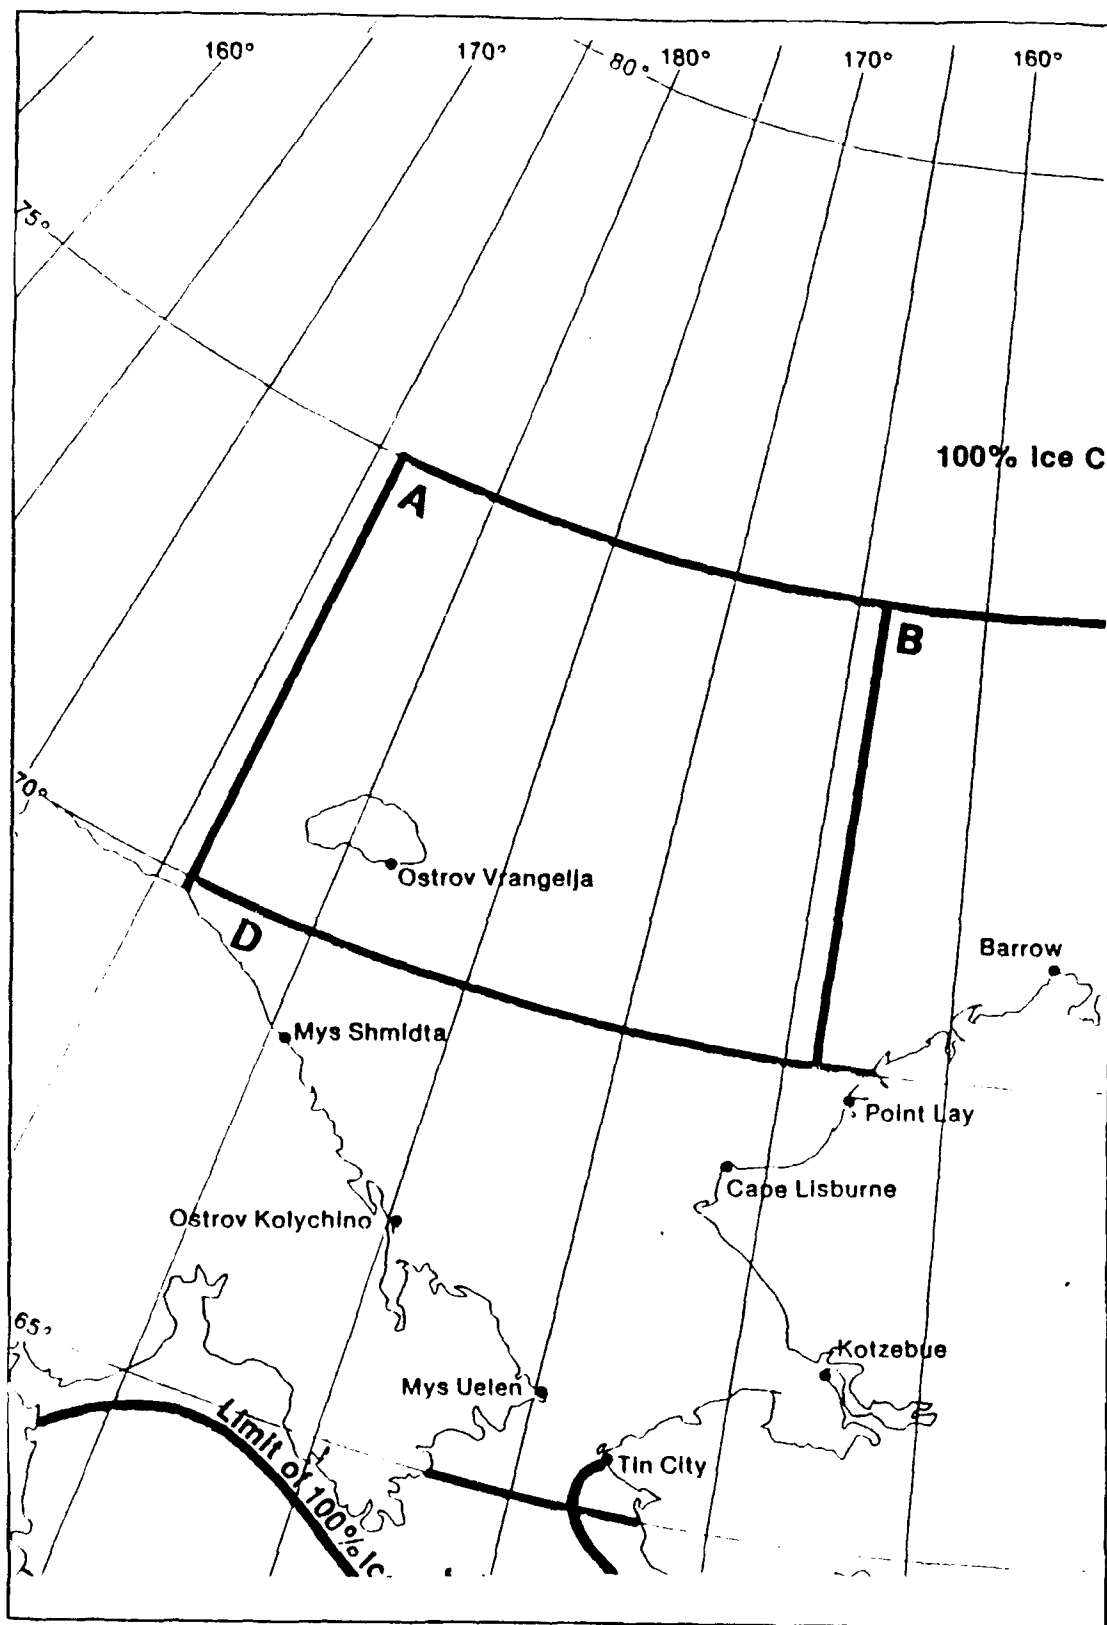 160°
170°
80°
180°
170°
160°
75°
100% Ice C
A
B
70°
Ostrov Vrangelja
D
Barrow
Mys Shmidta
Point Lay
Cape Lisburne
Ostrov Kolychino
65°
Kotzebue
Mys Uelen
Limit of 100% Ic
Tin City